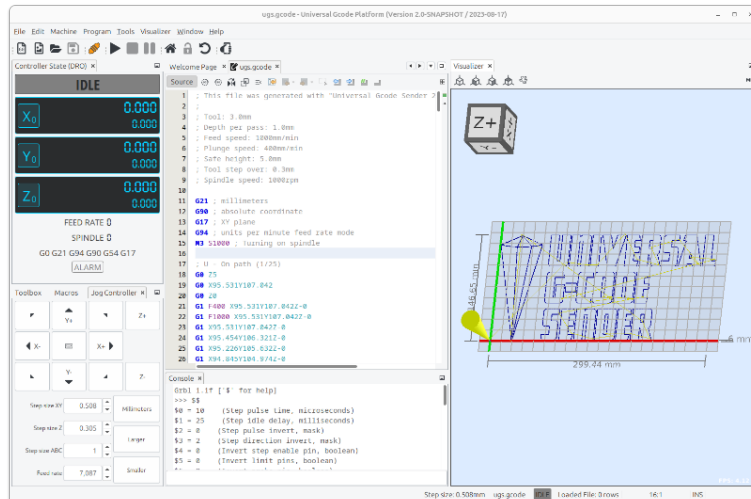 ugs.gcode - Universal Gcode Platform (Version 2.0-SNAPSHOT / 2023-08-17)
File Edit Machine Program Tools Visualizer Window Help
Controller State (DRO)
IDLE
X0 0.000
0.000
Y0 0.000
0.000
Z0 0.000
0.000
FEED RATE 0
SPINDLE 0
G0 G21 G94 G90 G54 G17
ALARM
Toolbox Macros Jog Controller
Y+ Z+
X- X+
Y- Z-
Step size XY 0.508 Millimeters
Step size Z 0.305
Larger
Step size ABC 1
Feed rate 7,087 Smaller
Welcome Page ugs.gcode
Source
1 ; This file was generated with "Universal Gcode Sender 2
2 ;
3 ; Tool: 3.0mm
4 ; Depth per pass: 1.0mm
5 ; Feed speed: 1000mm/min
6 ; Plunge speed: 400mm/min
7 ; Safe height: 5.0mm
8 ; Tool step over: 0.3mm
9 ; Spindle speed: 1000rpm
10
11 G21 ; millimeters
12 G90 ; absolute coordinate
13 G17 ; XY plane
14 G94 ; units per minute feed rate mode
15 M3 S1000 ; Turning on spindle
16
17 ; U - On path (1/25)
18 G0 Z5
19 G0 X95.531Y107.042
20 G0 Z0
21 G1 F400 X95.531Y107.042Z-0
22 G1 F1000 X95.531Y107.042Z-0
23 G1 X95.531Y107.042Z-0
24 G1 X95.454Y106.321Z-0
25 G1 X95.226Y105.632Z-0
26 G1 X94.845Y104.974Z-0
Console
Grbl 1.1f ['$' for help]
>>> $$
$0 = 10 (Step pulse time, microseconds)
$1 = 25 (Step idle delay, milliseconds)
$2 = 0 (Step pulse invert, mask)
$3 = 2 (Step direction invert, mask)
$4 = 0 (Invert step enable pin, boolean)
$5 = 0 (Invert limit pins, boolean)
Visualizer
Z+
Y-
UNIVERSAL
G-CODE
SENDER
146.65 mm
299.44 mm
Step size: 0.508mm ugs.gcode IDLE Loaded File: 0 rows 16:1 INS